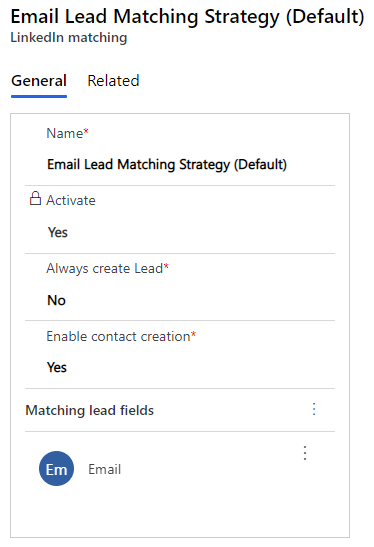 Email Lead Matching Strategy (Default)
LinkedIn matching
General Related
Name*
Email Lead Matching Strategy (Default)
Activate
Yes
Always create Lead*
No
Enable contact creation*
Yes
Matching lead fields
Em Email